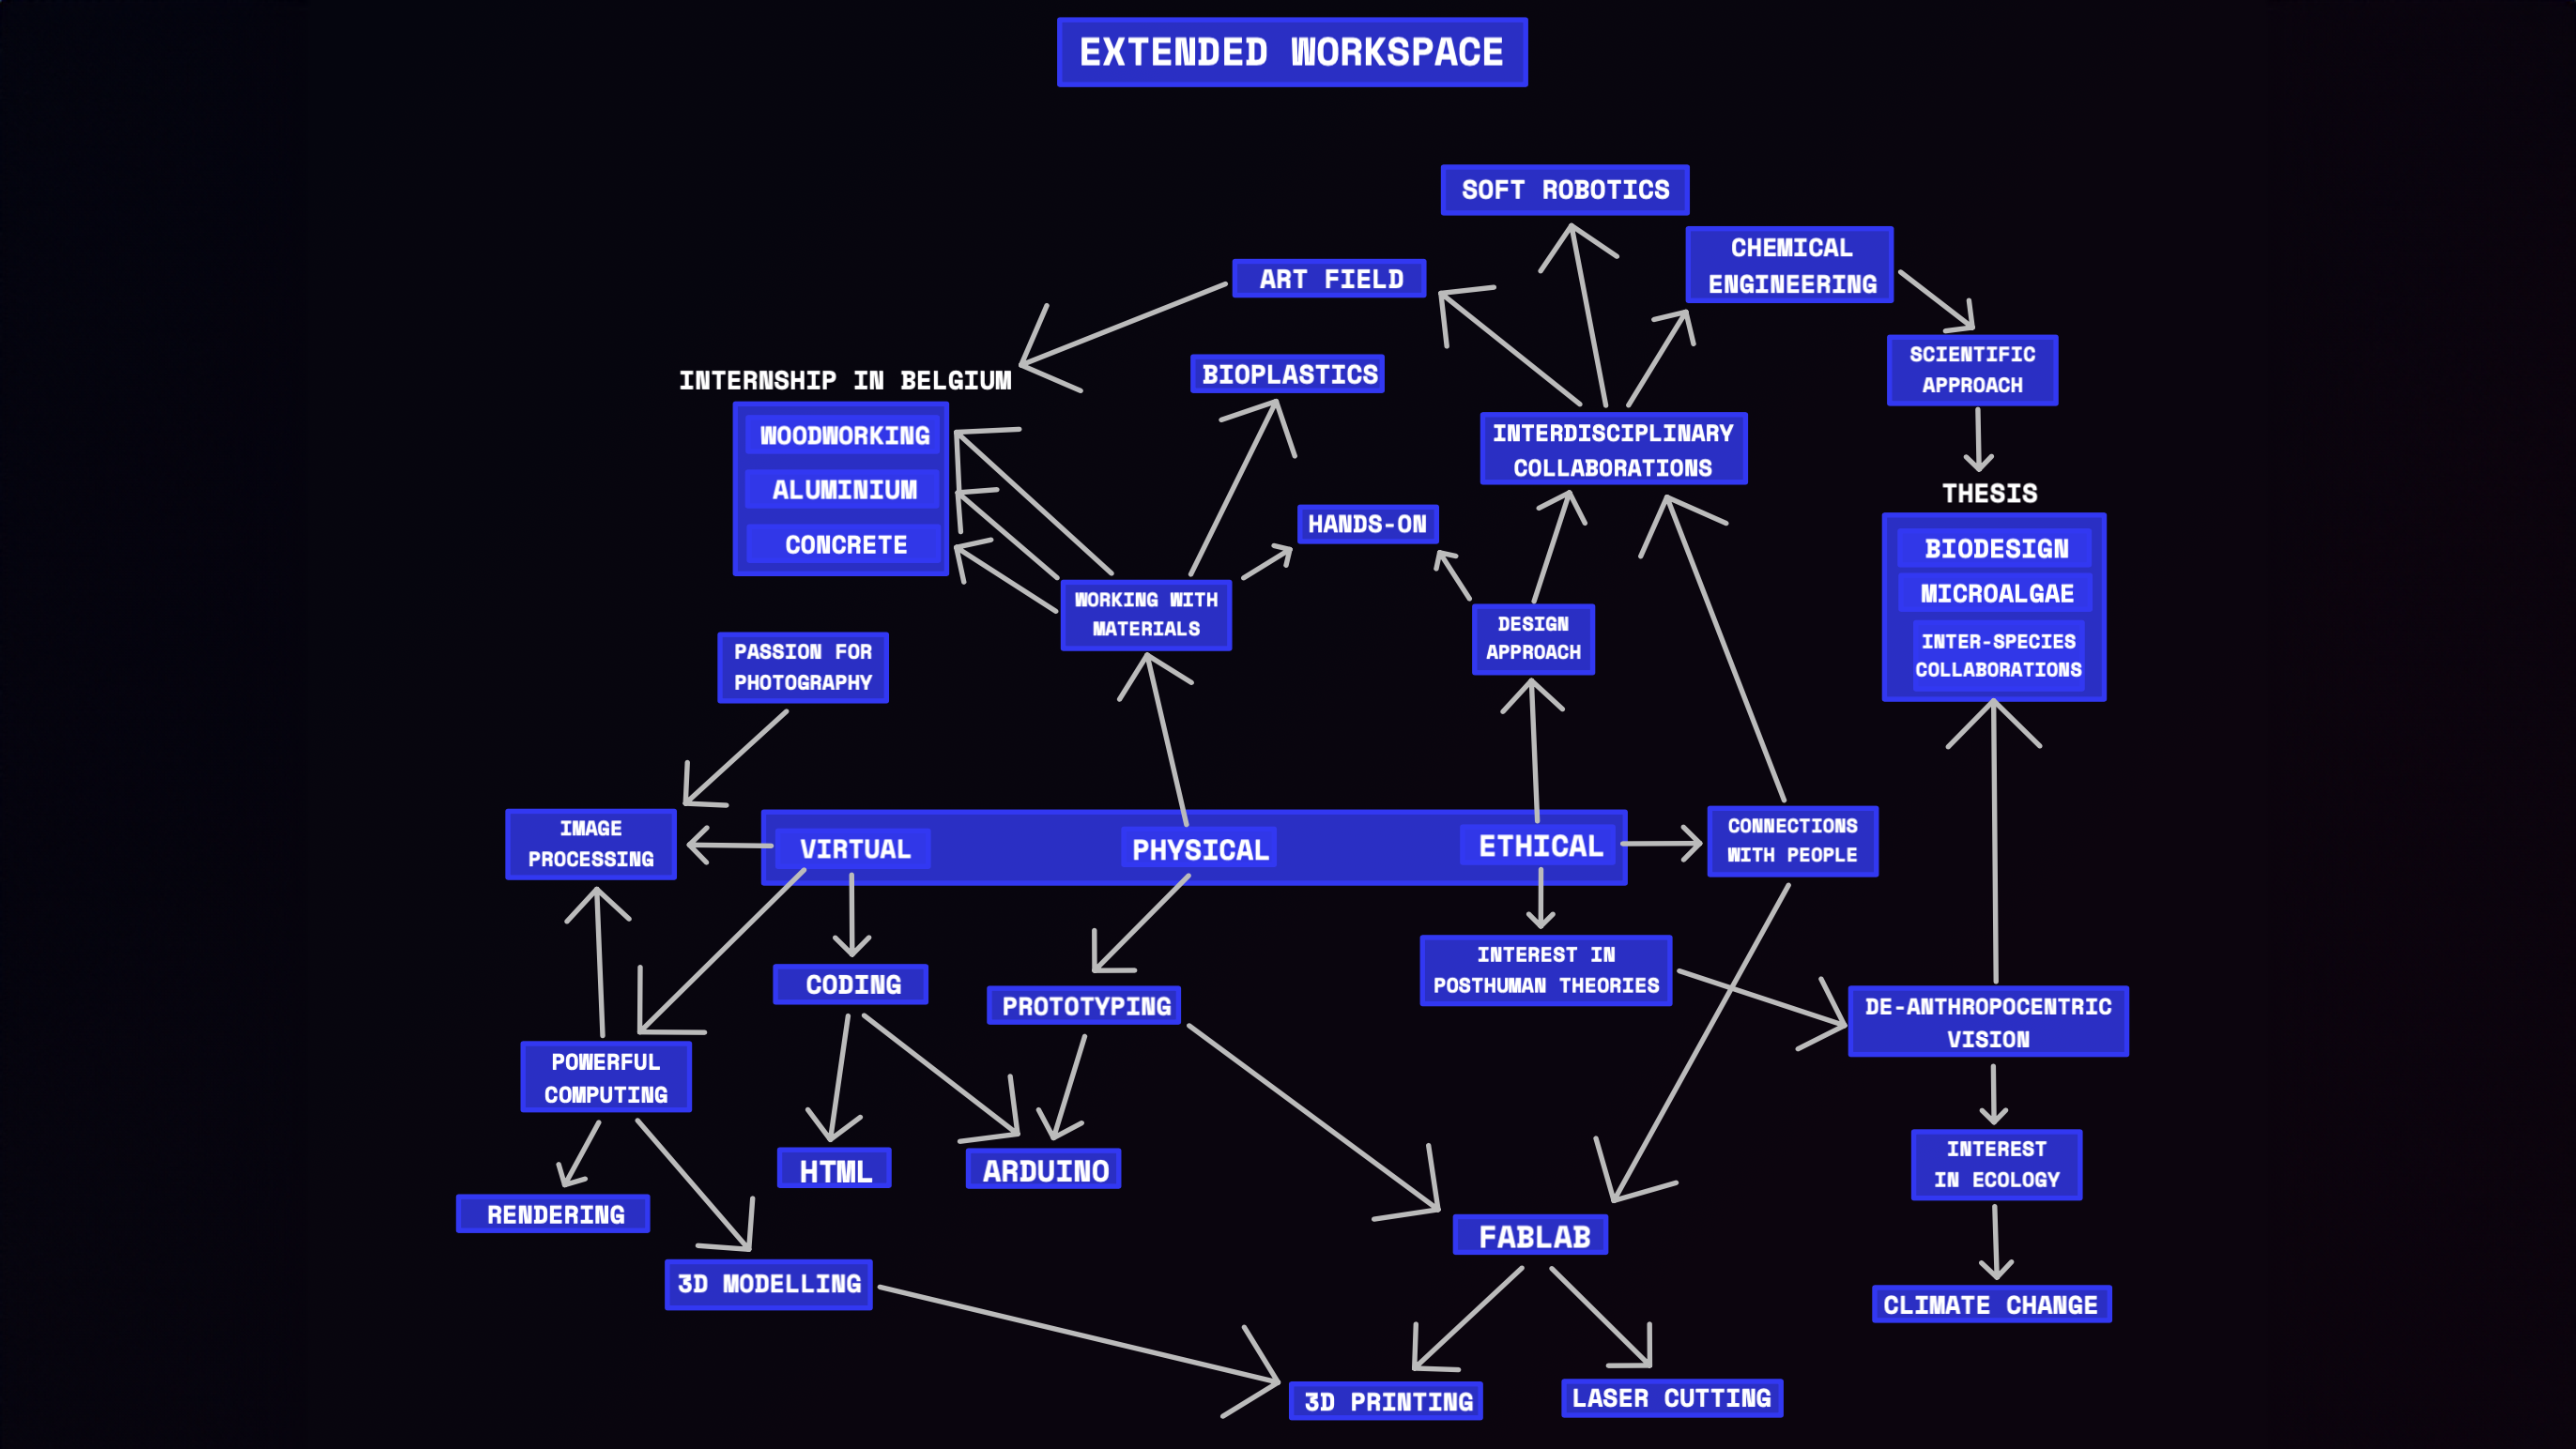 EXTENDED WORKSPACE
SOFT ROBOTICS
CHEMICAL
ENGINEERING
ART FIELD
SCIENTIFIC
APPROACH
BIOPLASTICS
INTERNSHIP IN BELGIUM
WOODWORKING
ALUMINIUM
CONCRETE
INTERDISCIPLINARY
COLLABORATIONS
HANDS-ON
THESIS
BIODESIGN
MICROALGAE
INTER-SPECIES
COLLABORATIONS
WORKING WITH
MATERIALS
DESIGN
APPROACH
PASSION FOR
PHOTOGRAPHY
IMAGE
PROCESSING
VIRTUAL
PHYSICAL
ETHICAL
CONNECTIONS
WITH PEOPLE
INTEREST IN
POSTHUMAN THEORIES
CODING
PROTOTYPING
DE-ANTHROPOCENTRIC
VISION
POWERFUL
COMPUTING
HTML
ARDUINO
INTEREST
IN ECOLOGY
RENDERING
FABLAB
3D MODELLING
CLIMATE CHANGE
3D PRINTING
LASER CUTTING